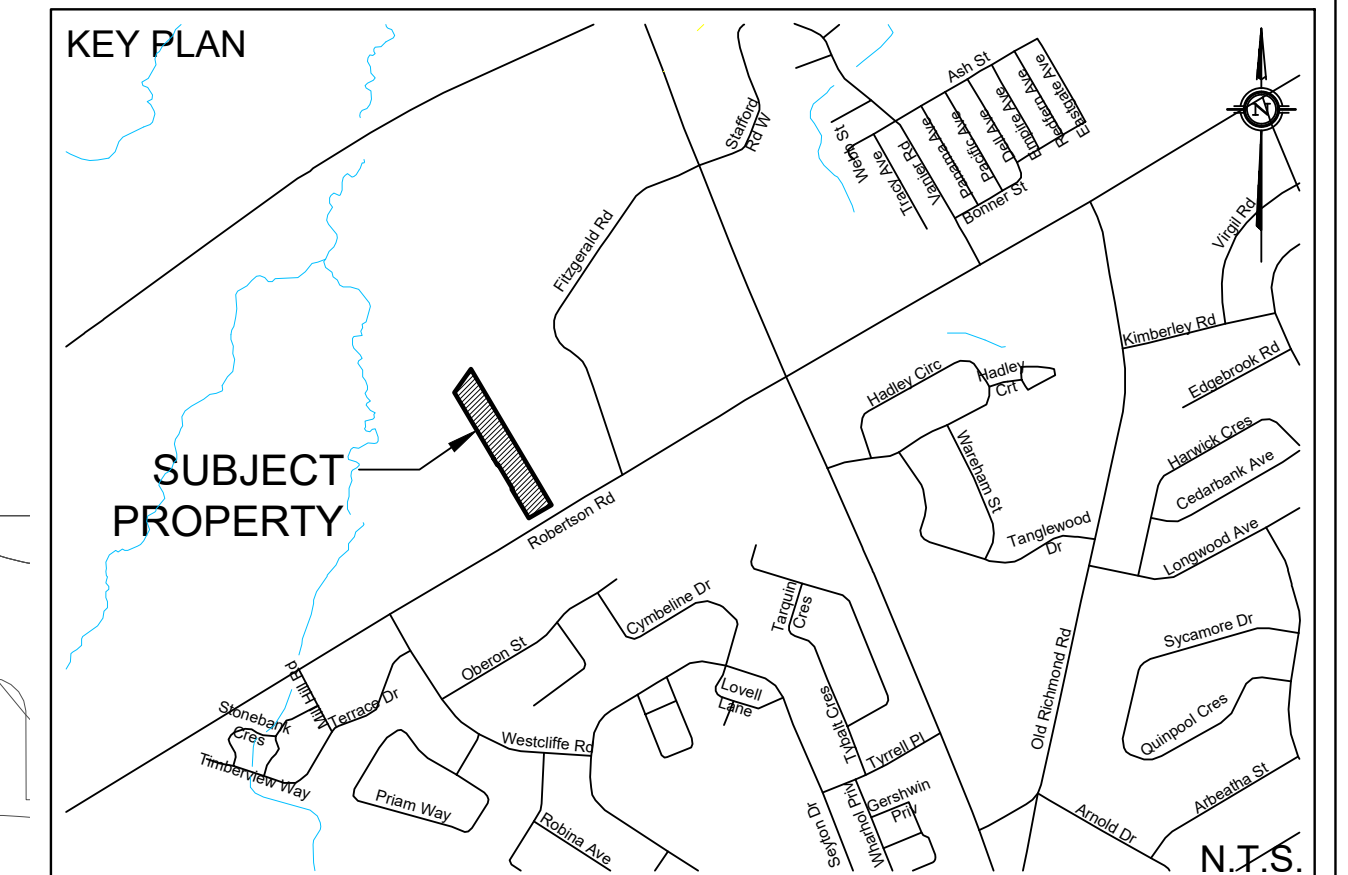 KEY PLAN
Ash St
Eastgate Ave
Redfern Ave
Empire Ave
Dell Ave
Pacific Ave
Panama Ave
Vanier Rd
Tracy Ave
Webb St
Bonner St
Stafford
Rd W
N
Virgil Rd
Fitzgerald Rd
Kimberley Rd
Edgebrook Rd
Hadley Circ
Hadley
Crt
Harwick Cres
Cedarbank Ave
Wareham St
SUBJECT
PROPERTY
Robertson Rd
Tanglewood
Dr
Longwood Ave
Tarquin
Cres
Cymbeline Dr
Oberon St
Sycamore Dr
Old Richmond Rd
Mill Hill Rd
Terrace Dr
Stonebank
Cres
Lovell
Lane
Tybalt Cres
Quinpool Cres
Westcliffe Rd
Tyrrell Pl
Timberview Way
Priam Way
Gershwin
Priv
Wharhol Priv
Seyton Dr
Arbeatha St
Arnold Dr
Robina Ave
N.T.S.